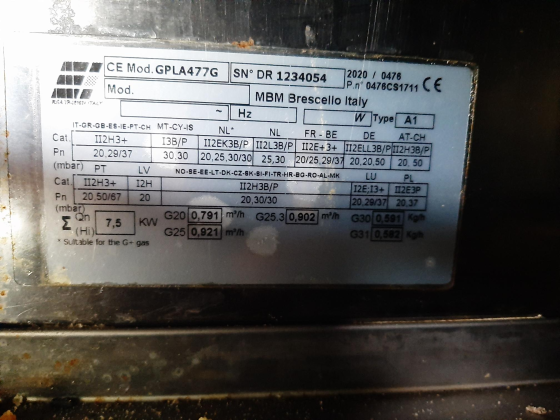 CE Mod. GPLA477G SN° DR 1234054 2020 / 0476
P.n° 0476CS1711 CE
Mod. MBM Brescello Italy
~ Hz W Type A1
IT-GR-GB-ES-IE-PT-CH MT-CY-IS NL* NL FR - BE DE AT-CH
Cat. II2H3+ I3B/P II2EK3B/P II2L3B/P II2E+3+ II2ELL3B/P II2H3B/P
Pn (mbar) 20,29/37 30.30 20,25,30/30 25,30 20/25,29/37 20,20,50 20, 50
PT LV NO-SE-EE-LT-DK-CZ-SK-SI-FI-TR-HR-BG-RO-AL-MK LU PL
Cat. II2H3+ I2H II2H3B/P I2E;I3+ II2E3P
Pn (mbar) 20,50/67 20 20,30/30 20,29/37 20,37
Σ Qn (Hi) 7,5 KW G20 0,791 m³/h G25.3 0,902 m³/h G30 0,591 Kg/h
G25 0,921 m³/h G31 0,582 Kg/h
* Suitable for the G+ gas